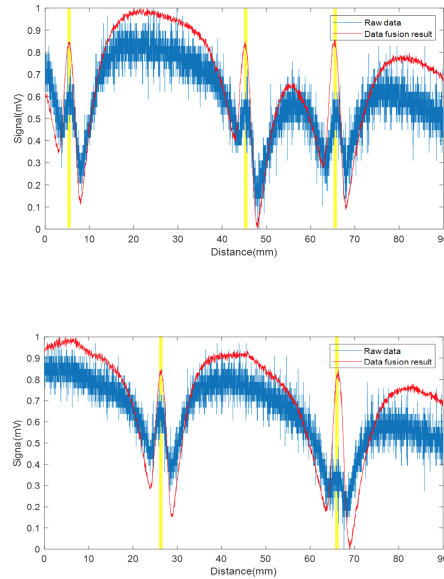 1
0.9
0.8
0.7
0.6
0.5
0.4
0.3
0.2
0.1
0
Signal(mV)
Raw data
Data fusion result
0 10 20 30 40 50 60 70 80 90
Distance(mm)
1
0.9
0.8
0.7
0.6
0.5
0.4
0.3
0.2
0.1
0
Signa(mV)
Raw data
Data fusion result
0 10 20 30 40 50 60 70 80 90
Distance(mm)